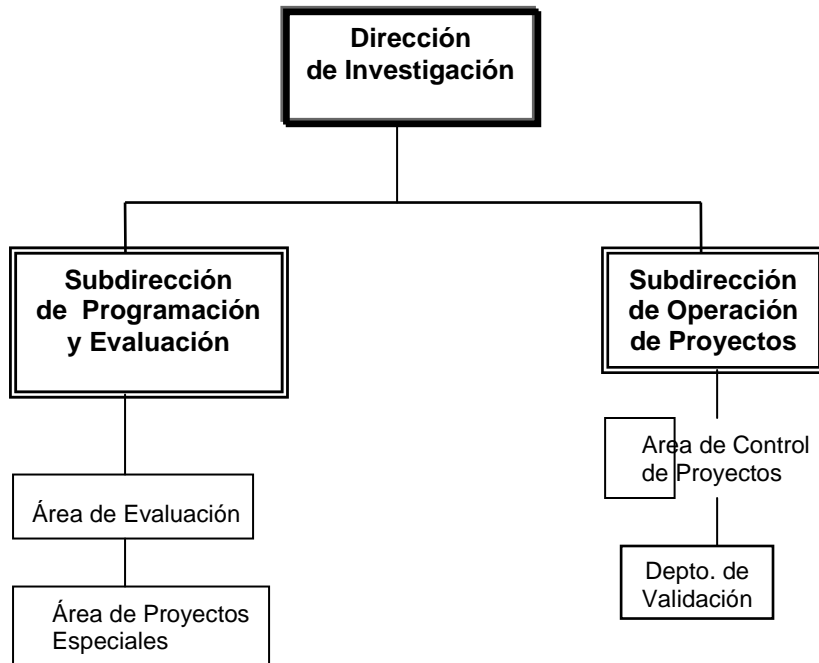 Dirección
de Investigación
Subdirección
de Programación
y Evaluación
Subdirección
de Operación
de Proyectos
Área de Evaluación
Área de Proyectos
Especiales
Area de Control
de Proyectos
Depto. de
Validación